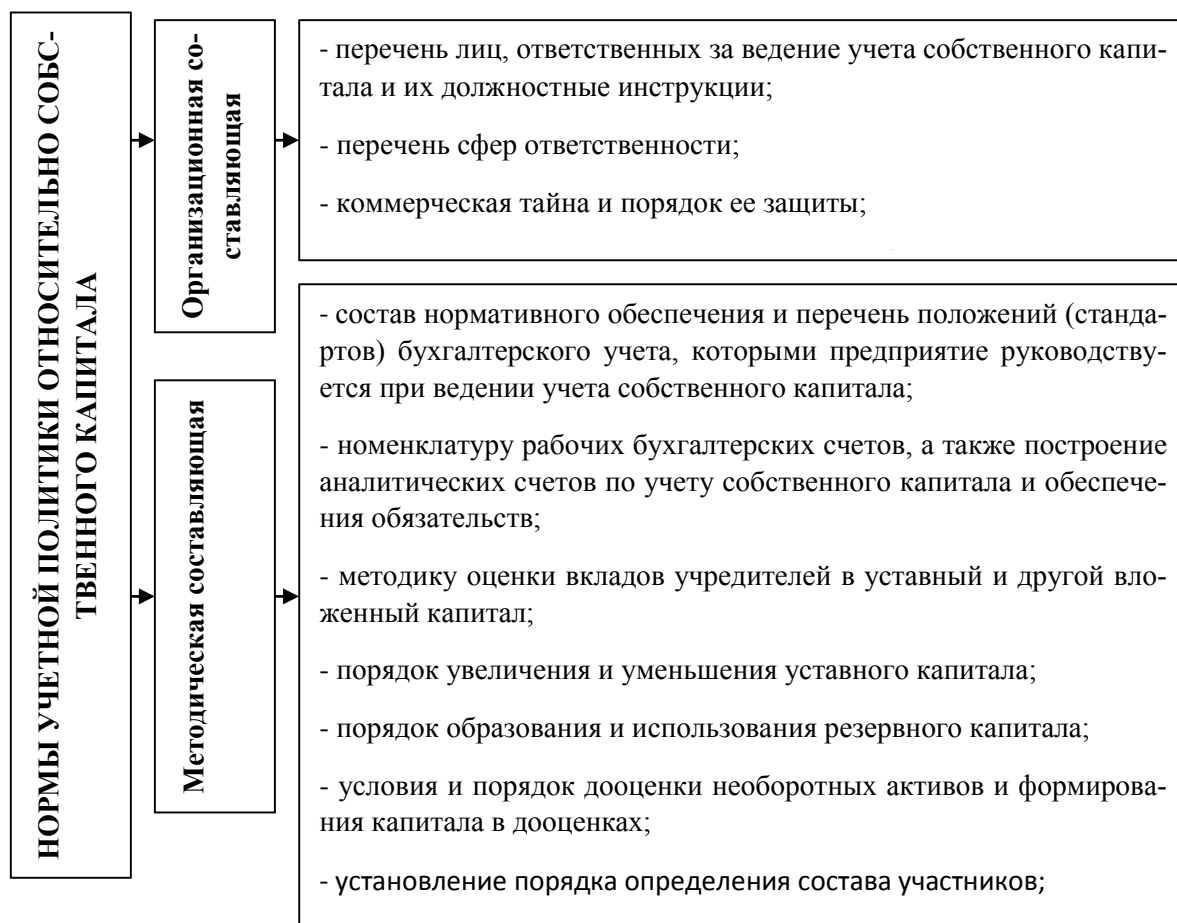 НОРМЫ УЧЕТНОЙ ПОЛИТИКИ ОТНОСИТЕЛЬНО СОБС-
ТВЕННОГО КАПИТАЛА
Организационная со-
ставляющая
- перечень лиц, ответственных за ведение учета собственного капи-
тала и их должностные инструкции;
- перечень сфер ответственности;
- коммерческая тайна и порядок ее защиты;
Методическая составляющая
- состав нормативного обеспечения и перечень положений (станда-
ртов) бухгалтерского учета, которыми предприятие руководству-
ется при ведении учета собственного капитала;
- номенклатуру рабочих бухгалтерских счетов, а также построение
аналитических счетов по учету собственного капитала и обеспече-
ния обязательств;
- методику оценки вкладов учредителей в уставный и другой вло-
женный капитал;
- порядок увеличения и уменьшения уставного капитала;
- порядок образования и использования резервного капитала;
- условия и порядок дооценки необоротных активов и формирова-
ния капитала в дооценках;
- установление порядка определения состава участников;